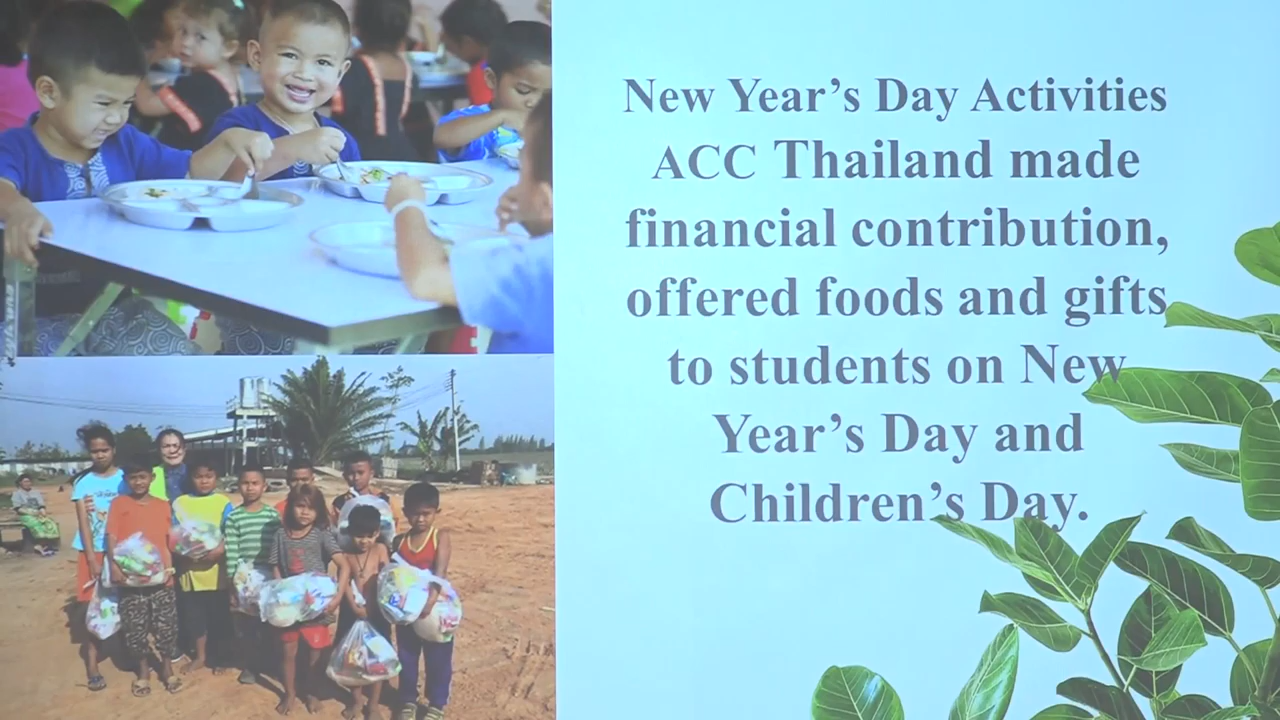 New Year’s Day Activities
ACC Thailand made
financial contribution,
offered foods and gifts
to students on New
Year’s Day and
Children’s Day.